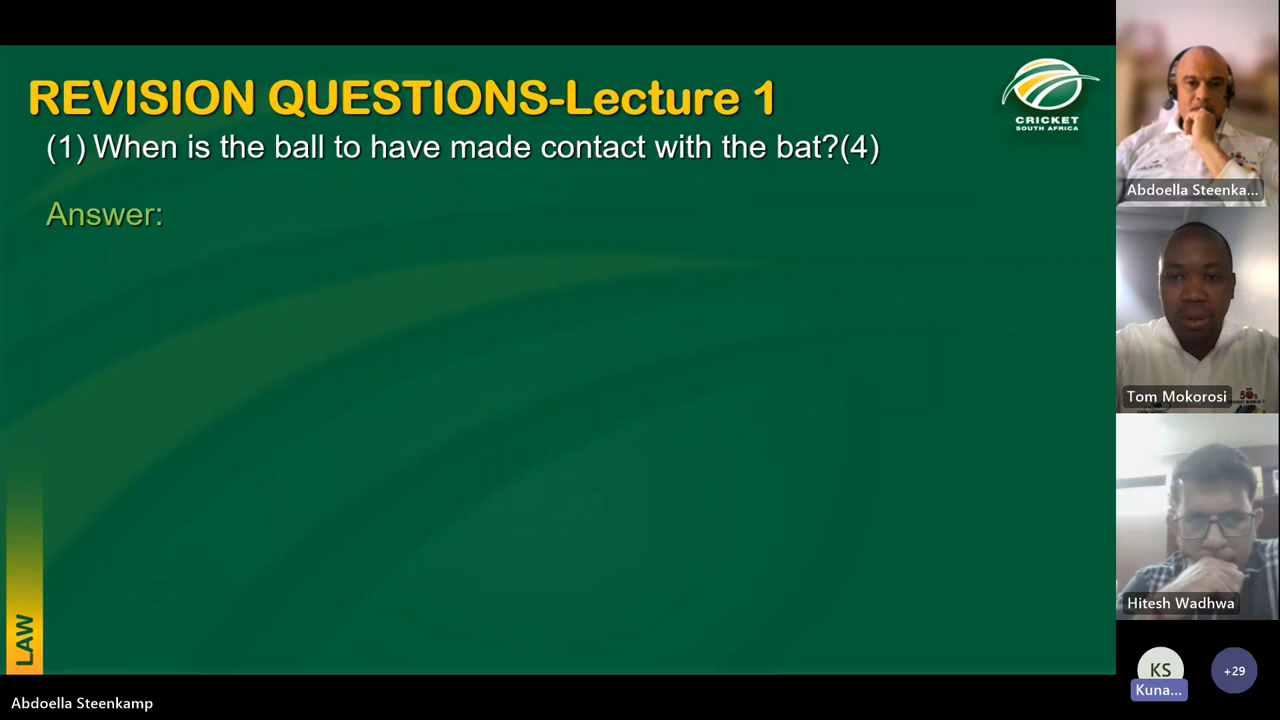 REVISION QUESTIONS-Lecture 1
(1) When is the ball to have made contact with the bat?(4)
Answer:
CRICKET
SOUTH AFRICA
LAW
Abdoella Steenka...
Tom Mokorosi
Hitesh Wadhwa
KS
Kuna...
+29
Abdoella Steenkamp